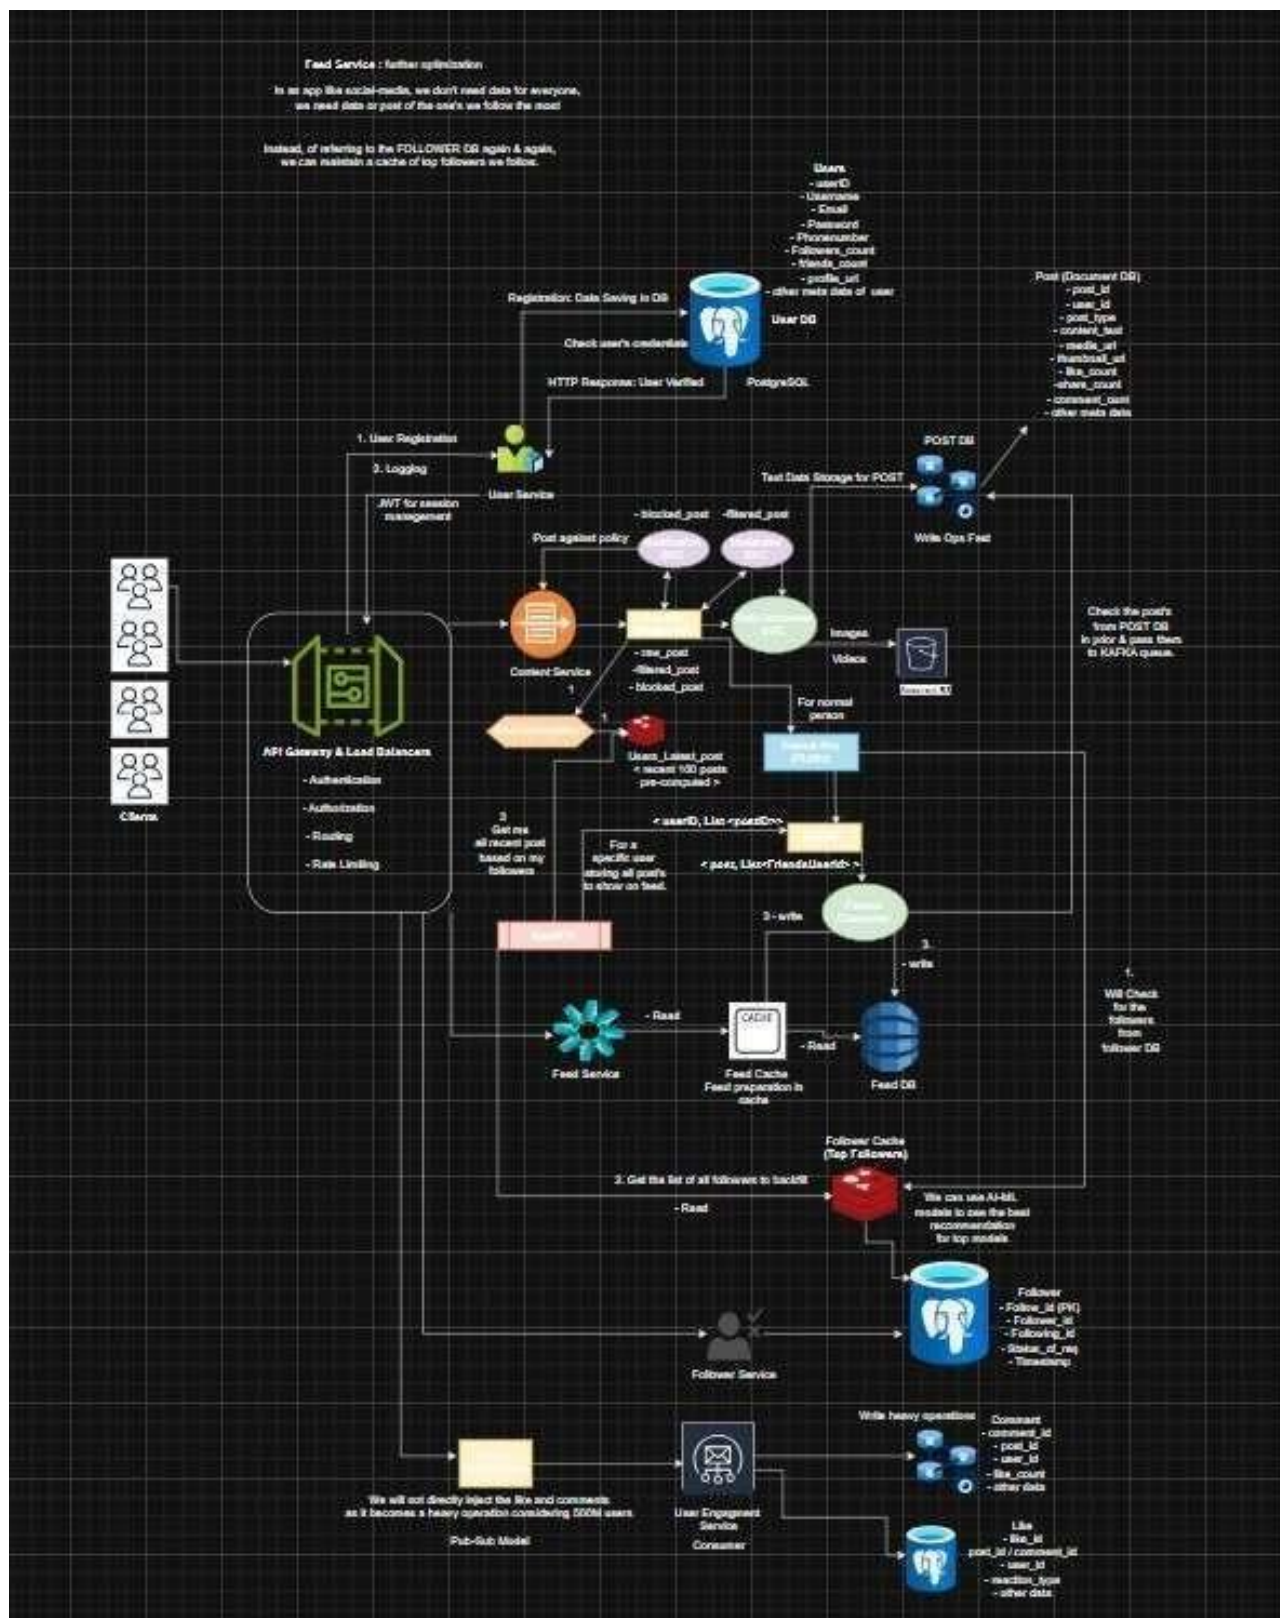 Feed Service : further optimization
In an app like social-media, we don't need data for everyone,
we need data or post of the one's we follow the most
Instead, of referring to the FOLLOWER DB again & again,
we can maintain a cache of top followers we follow.
Users
- userID
- Username
- Email
- Password
- Phonenumber
- Followers_count
- friends_count
- profile_url
- other meta data of user
Registration: Data Saving in DB
User DB
Check user's credentials
HTTP Response: User Verified
PostgreSQL
Post (Document DB)
- post_id
- user_id
- post_type
- content_text
- media_url
- thumbnail_url
- like_count
-share_count
- comment_count
- other meta data
1. User Registration
2. Logging
User Service
JWT for session
management
POST DB
Text Data Storage for POST
Write Ops Fast
- blocked_post
-filtered_post
Post against policy
Content Service
- raw_post
-filtered_post
- blocked_post
Images
Videos
Check the post's
from POST DB
in prior & pass them
to KAFKA queue.
1
1
For normal
person
Users_Latest_post
< recent 100 posts
pre-computed >
API Gateway & Load Balancers
- Authentication
- Authorization
- Routing
- Rate Limiting
Clients
3
Get me
all recent post
based on my
followers
For a
specific user
storing all posts
to show on feed.
< userID, List <postID>>
< post, List<FriendsUserId> >
3 - write
3.
- write
1.
Will Check
for the
followers
from
follower DB
- Read
CACHE
- Read
Feed Service
Feed Cache
Feed preparation in
cache
Feed DB
Follower Cache
(Top Followers)
2. Get the list of all followers to backfill
- Read
We can use AI-ML
models to see the best
recommendation
for top models.
Follower
- Follow_id (PK)
- Follower_id
- Following_id
- Status_of_req
- Timestamp
Follower Service
Write heavy operations
Comment
- comment_id
- post_id
- user_id
- like_count
- other data
We will not directly inject the like and comments
as it becomes a heavy operation considering 500M users
Pub-Sub Model
User Engagment
Service
Consumer
Like
- like_id
post_id / comment_id
- user_id
- reaction_type
- other data